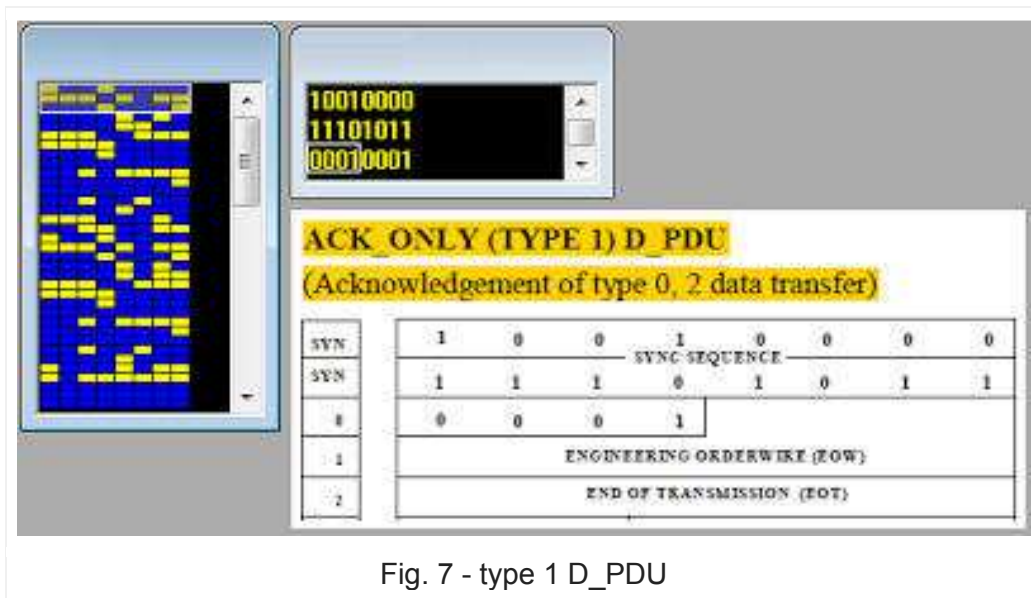 10010000
11101011
00010001
ACK_ONLY (TYPE 1) D_PDU
(Acknowledgement of type 0, 2 data transfer)
SYN 1 0 0 1 0 0 0 0
SYNC SEQUENCE
SYN 1 1 1 0 1 0 1 1
0 0 0 0 1
1 ENGINEERING ORDERWIRE (EOW)
2 END OF TRANSMISSION (EOT)
Fig. 7 - type 1 D_PDU